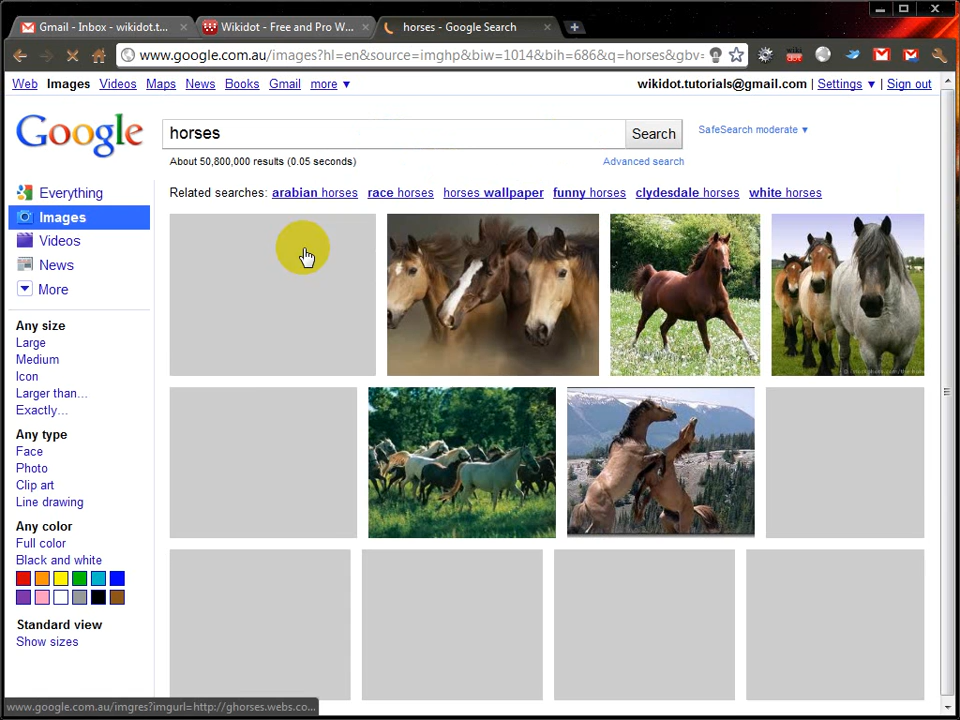 Gmail - Inbox - wikidot.t...
Wikidot - Free and Pro W...
horses - Google Search
www.google.com.au/images?hl=en&source=imghp&biw=1014&bih=686&q=horses&gbv=
Web Images Videos Maps News Books Gmail more ▼
wikidot.tutorials@gmail.com | Settings ▼ | Sign out
Google
horses
Search
SafeSearch moderate ▼
About 50,800,000 results (0.05 seconds)
Advanced search
Related searches: arabian horses race horses horses wallpaper funny horses clydesdale horses white horses
Everything
Images
Videos
News
More
Any size
Large
Medium
Icon
Larger than...
Exactly...
Any type
Face
Photo
Clip art
Line drawing
Any color
Full color
Black and white
Standard view
Show sizes
www.google.com.au/imgres?imgurl=http://ghorses.webs.co...